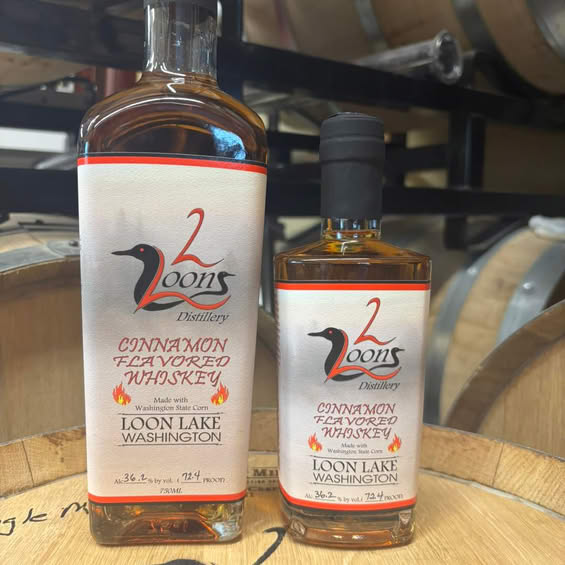 2
Loons
Distillery
CINNAMON
FLAVORED
WHISKEY
Made with
Washington State Corn
LOON LAKE
WASHINGTON
Alc 36.2 % by vol. ( 72.4 PROOF)
750ML
2
Loons
Distillery
CINNAMON
FLAVORED
WHISKEY
Made with
Washington State Corn
LOON LAKE
WASHINGTON
Alc 36.2 % by vol. ( 72.4 PROOF)